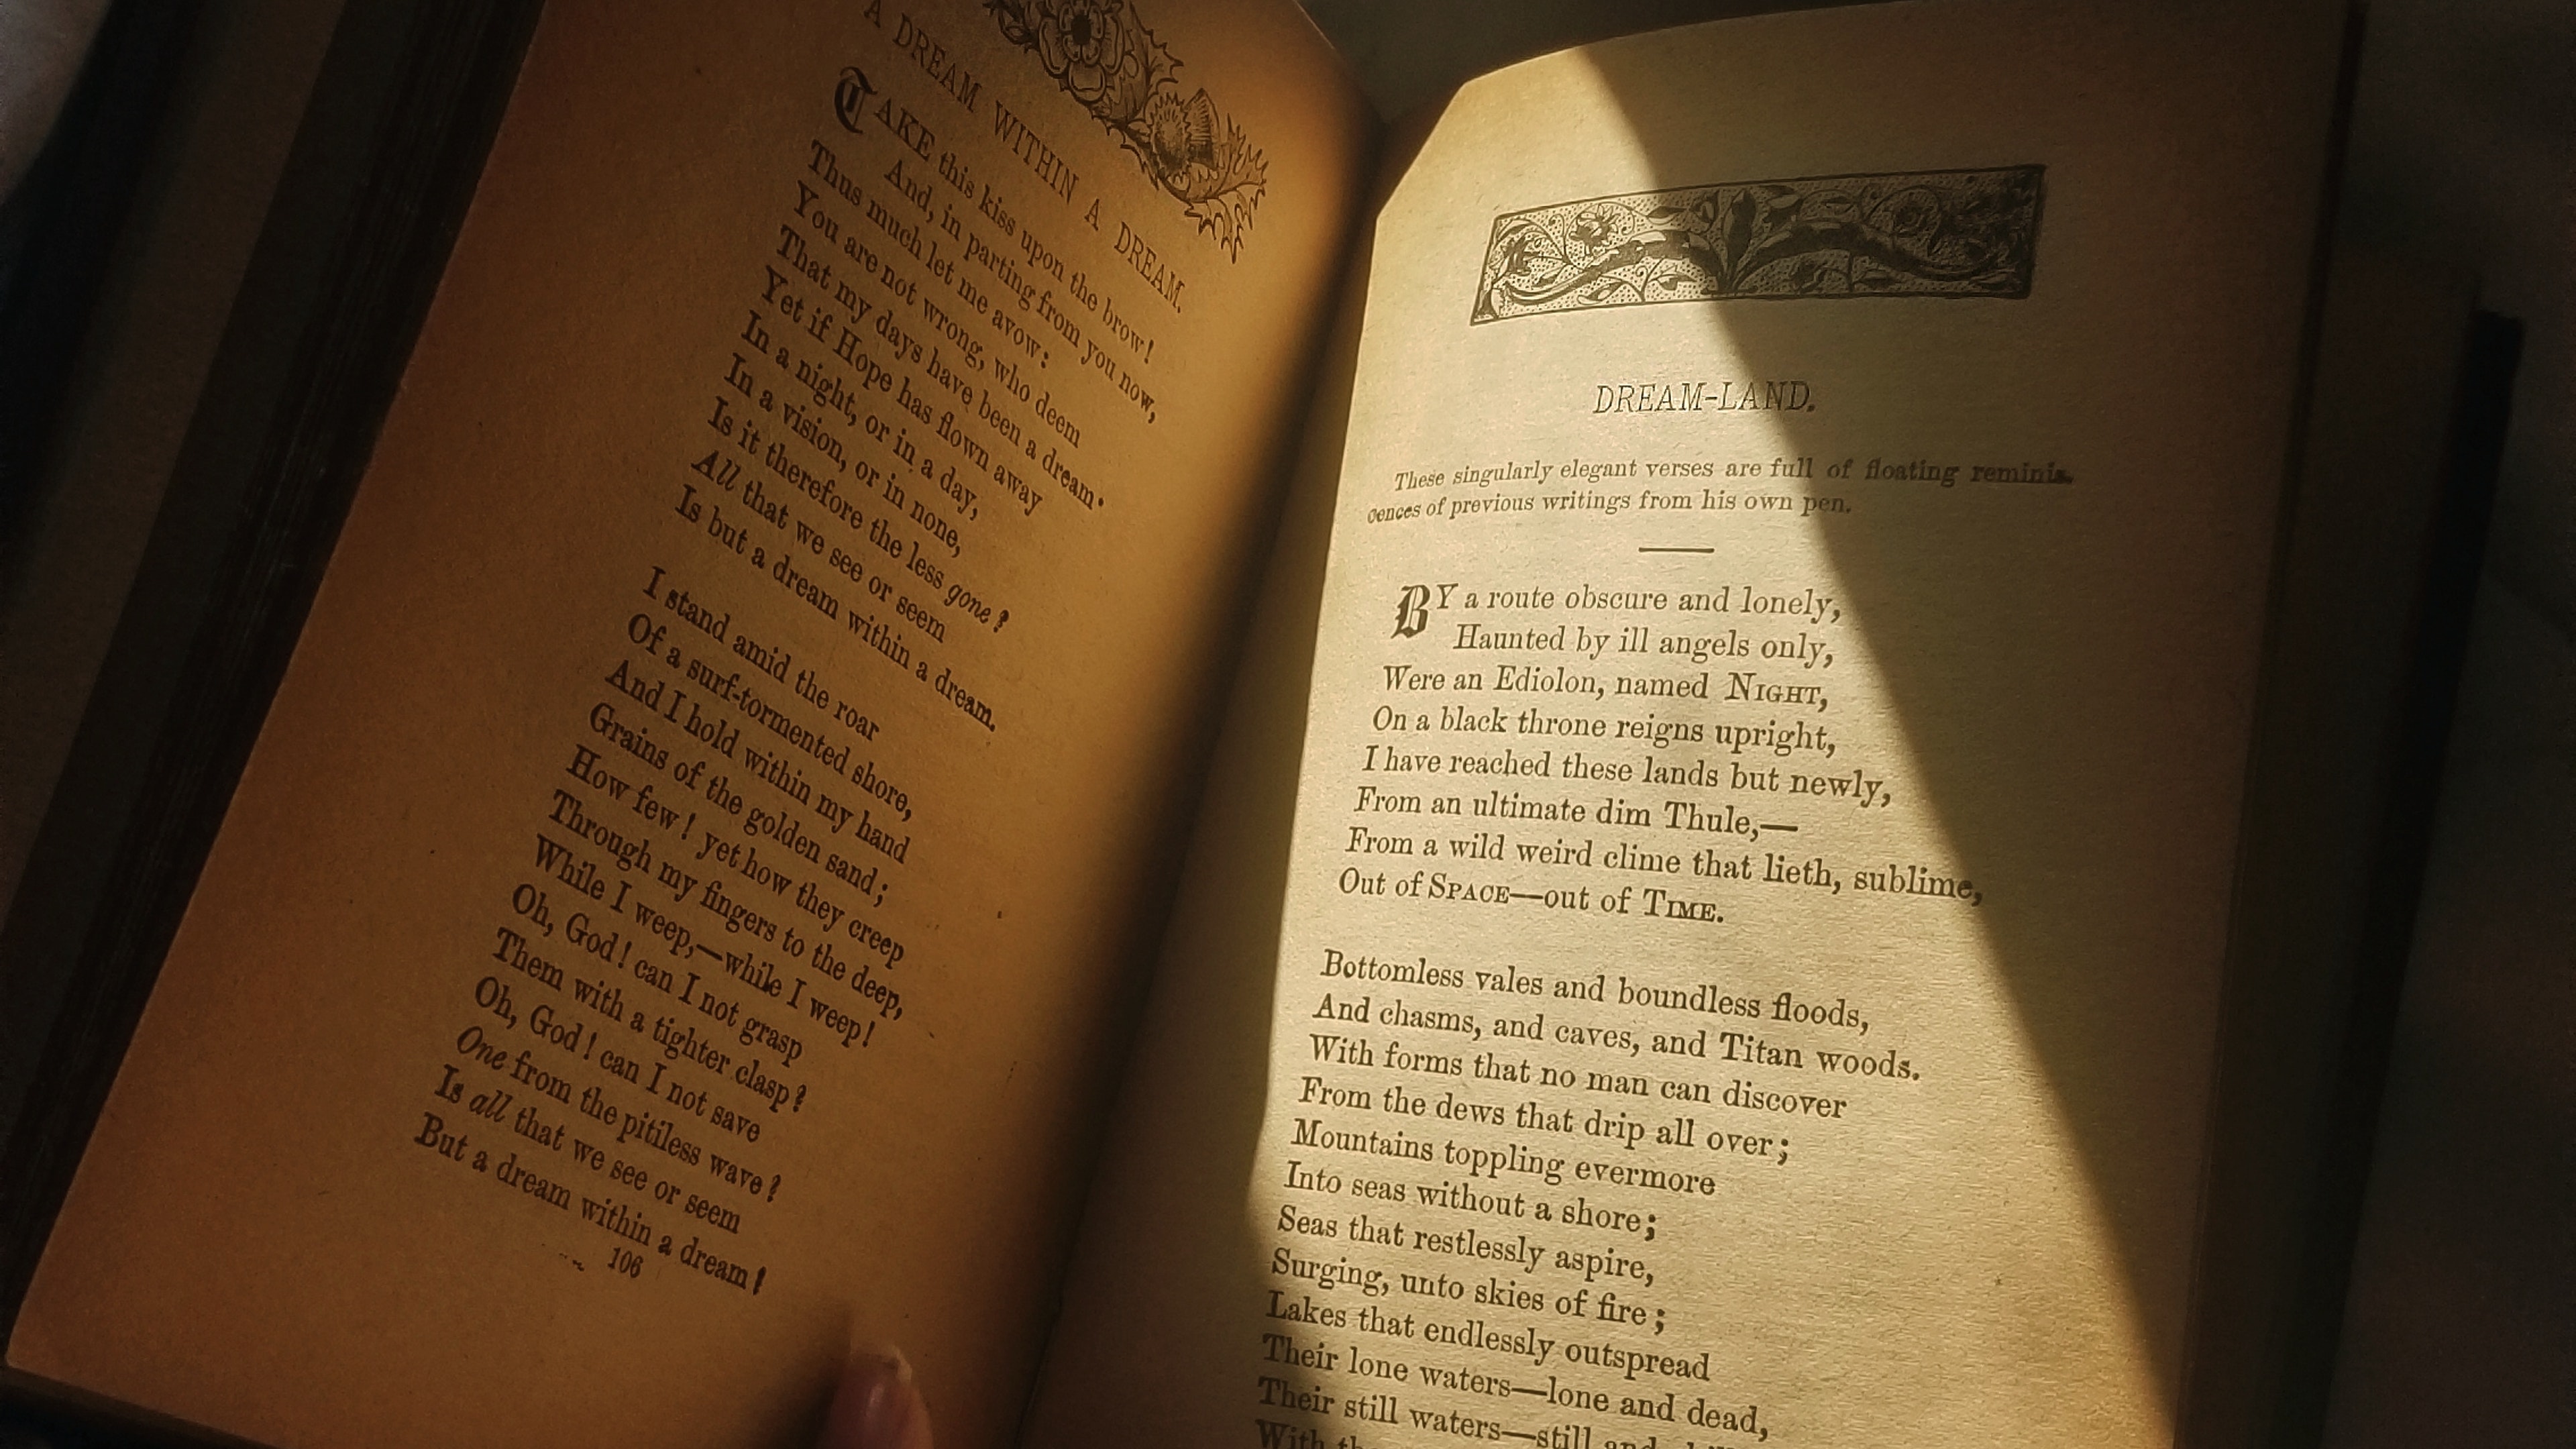 A DREAM WITHIN A DREAM.
TAKE this kiss upon the brow!
And, in parting from you now,
Thus much let me avow:
You are not wrong, who deem
That my days have been a dream.
Yet if Hope has flown away
In a night, or in a day,
In a vision, or in none,
Is it therefore the less gone?
All that we see or seem
Is but a dream within a dream.
I stand amid the roar
Of a surf-tormented shore,
And I hold within my hand
Grains of the golden sand;
How few! yet how they creep
Through my fingers to the deep,
While I weep,—while I weep!
Oh, God! can I not grasp
Them with a tighter clasp?
Oh, God! can I not save
One from the pitiless wave?
Is all that we see or seem
But a dream within a dream!
106
DREAM-LAND.
These singularly elegant verses are full of floating reminis-
cences of previous writings from his own pen.
BY a route obscure and lonely,
Haunted by ill angels only,
Were an Ediolon, named NIGHT,
On a black throne reigns upright,
I have reached these lands but newly,
From an ultimate dim Thule,—
From a wild weird clime that lieth, sublime,
Out of SPACE—out of TIME.
Bottomless vales and boundless floods,
And chasms, and caves, and Titan woods.
With forms that no man can discover
From the dews that drip all over;
Mountains toppling evermore
Into seas without a shore;
Seas that restlessly aspire,
Surging, unto skies of fire;
Lakes that endlessly outspread
Their lone waters—lone and dead,
Their still waters—still and
With